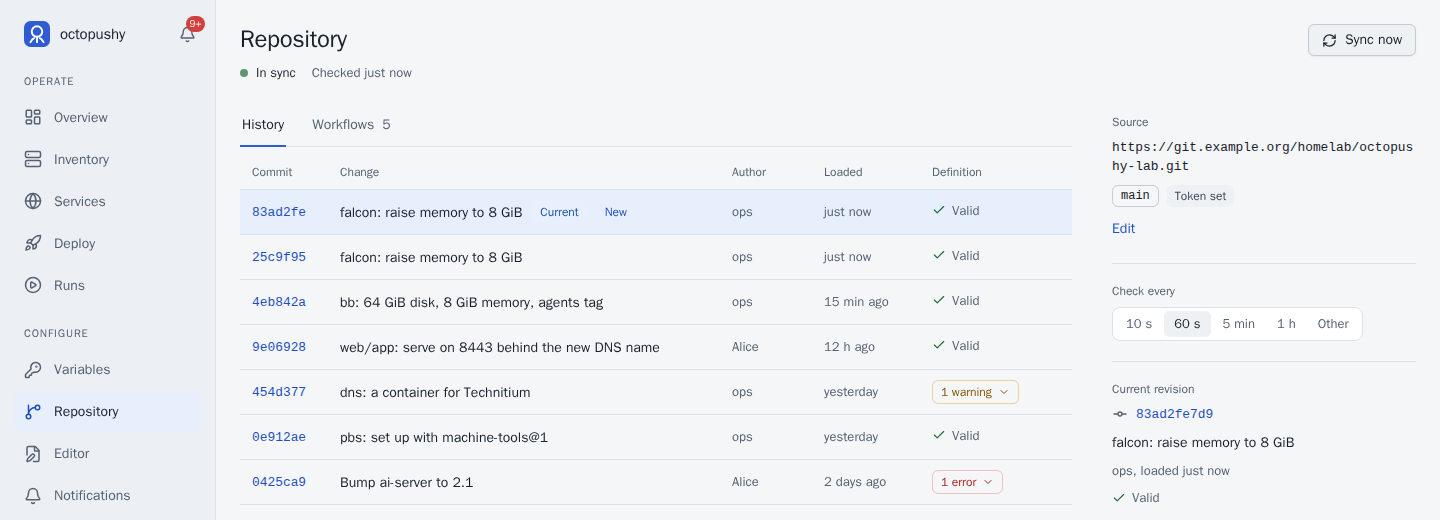 octopushy
9+
OPERATE
Overview
Inventory
Services
Deploy
Runs
CONFIGURE
Variables
Repository
Editor
Notifications
Repository
In sync Checked just now
Sync now
History Workflows 5
Commit Change Author Loaded Definition
83ad2fe falcon: raise memory to 8 GiB Current New ops just now Valid
25c9f95 falcon: raise memory to 8 GiB ops just now Valid
4eb842a bb: 64 GiB disk, 8 GiB memory, agents tag ops 15 min ago Valid
9e06928 web/app: serve on 8443 behind the new DNS name Alice 12 h ago Valid
454d377 dns: a container for Technitium ops yesterday 1 warning
0e912ae pbs: set up with machine-tools@1 ops yesterday Valid
0425ca9 Bump ai-server to 2.1 Alice 2 days ago 1 error
Source
https://git.example.org/homelab/octopus
hy-lab.git
main Token set
Edit
Check every
10 s 60 s 5 min 1 h Other
Current revision
83ad2fe7d9
falcon: raise memory to 8 GiB
ops, loaded just now
Valid